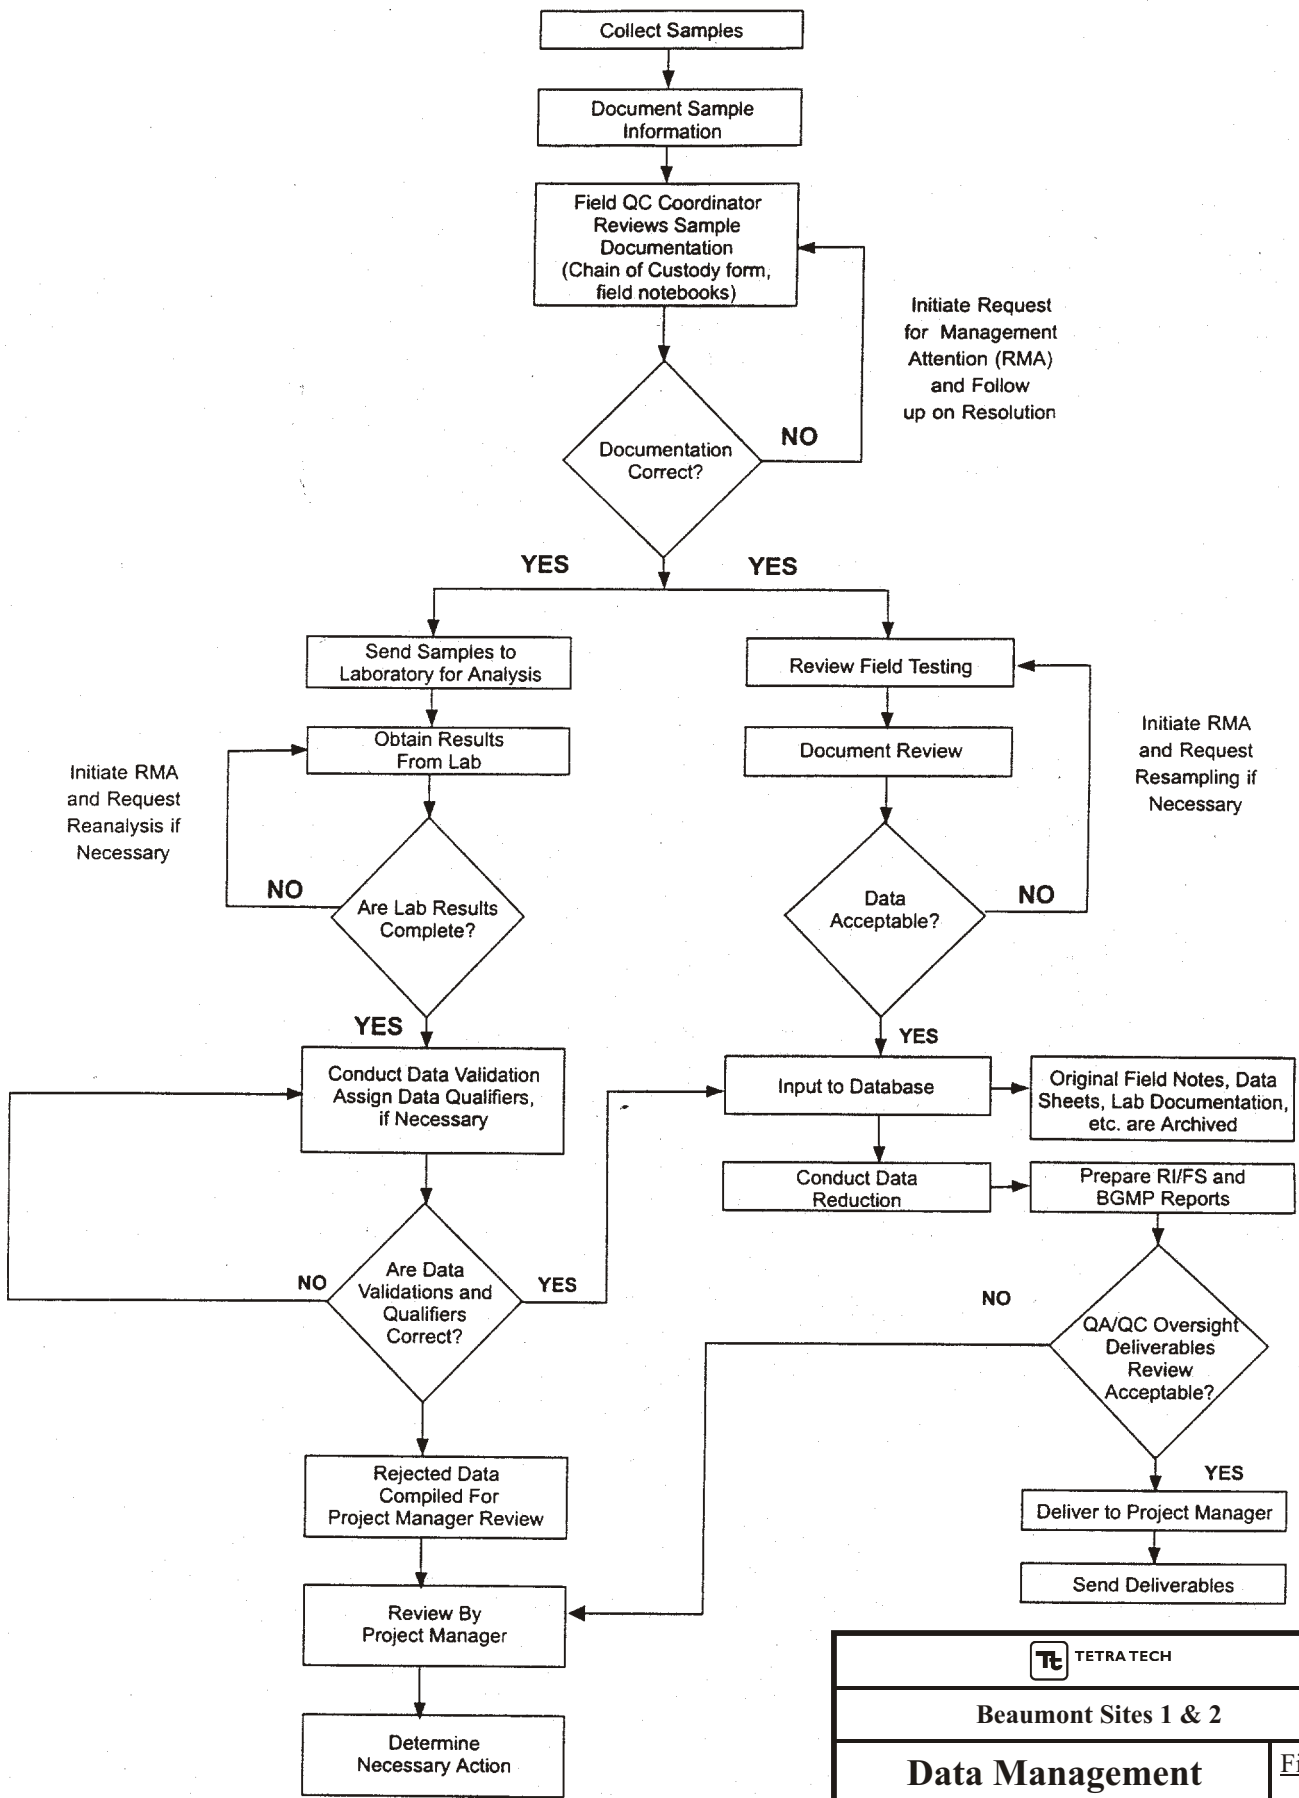 Collect Samples
Document Sample
Information
Field QC Coordinator
Reviews Sample
Documentation
(Chain of Custody form,
field notebooks)
Initiate Request
for Management
Attention (RMA)
and Follow
up on Resolution
Documentation
Correct?
NO
YES
YES
Send Samples to
Laboratory for Analysis
Review Field Testing
Obtain Results
From Lab
Document Review
Initiate RMA
and Request
Reanalysis if
Necessary
Initiate RMA
and Request
Resampling if
Necessary
NO
Are Lab Results
Complete?
Data
Acceptable?
NO
YES
YES
Conduct Data Validation
Assign Data Qualifiers,
if Necessary
Input to Database
Original Field Notes, Data
Sheets, Lab Documentation,
etc. are Archived
Conduct Data
Reduction
Prepare RI/FS and
BGMP Reports
NO
Are Data
Validations and
Qualifiers
Correct?
YES
NO
QA/QC Oversight
Deliverables
Review
Acceptable?
YES
Rejected Data
Compiled For
Project Manager Review
Deliver to Project Manager
Send Deliverables
Review By
Project Manager
Determine
Necessary Action
Tt TETRA TECH
Beaumont Sites 1 & 2
Data Management